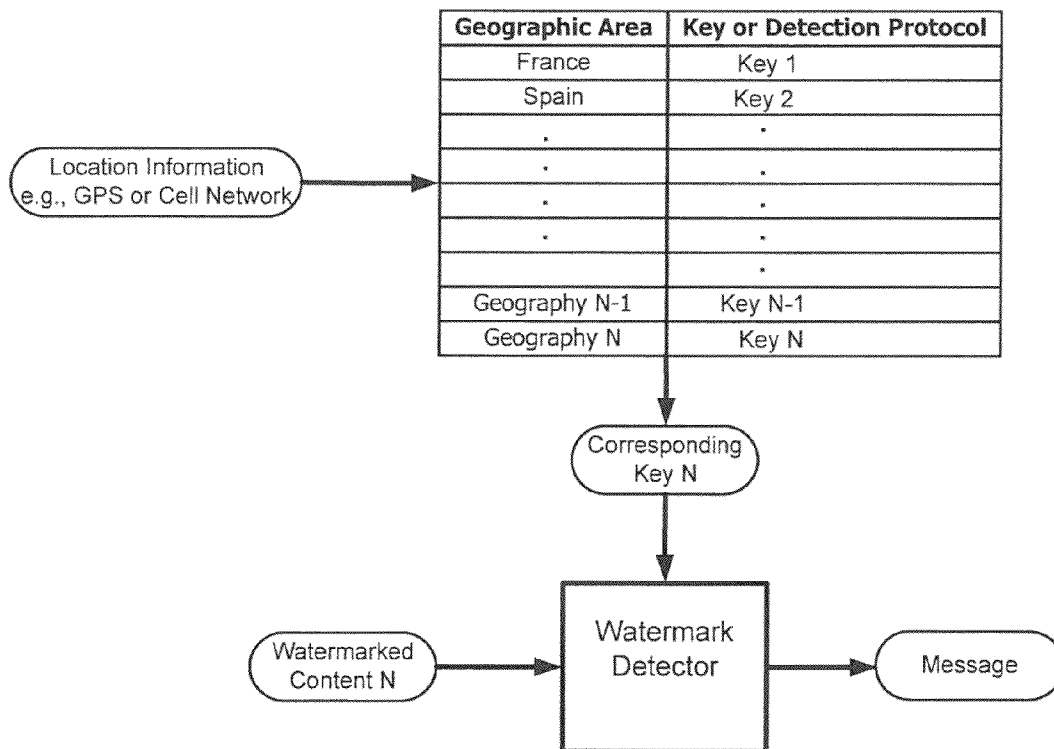 Geographic Area Key or Detection Protocol
France Key 1
Spain Key 2
. .
. .
. .
. .
.
Geography N-1 Key N-1
Geography N Key N
Location Information
e.g., GPS or Cell Network
Corresponding
Key N
Watermark
Detector
Watermarked
Content N
Message